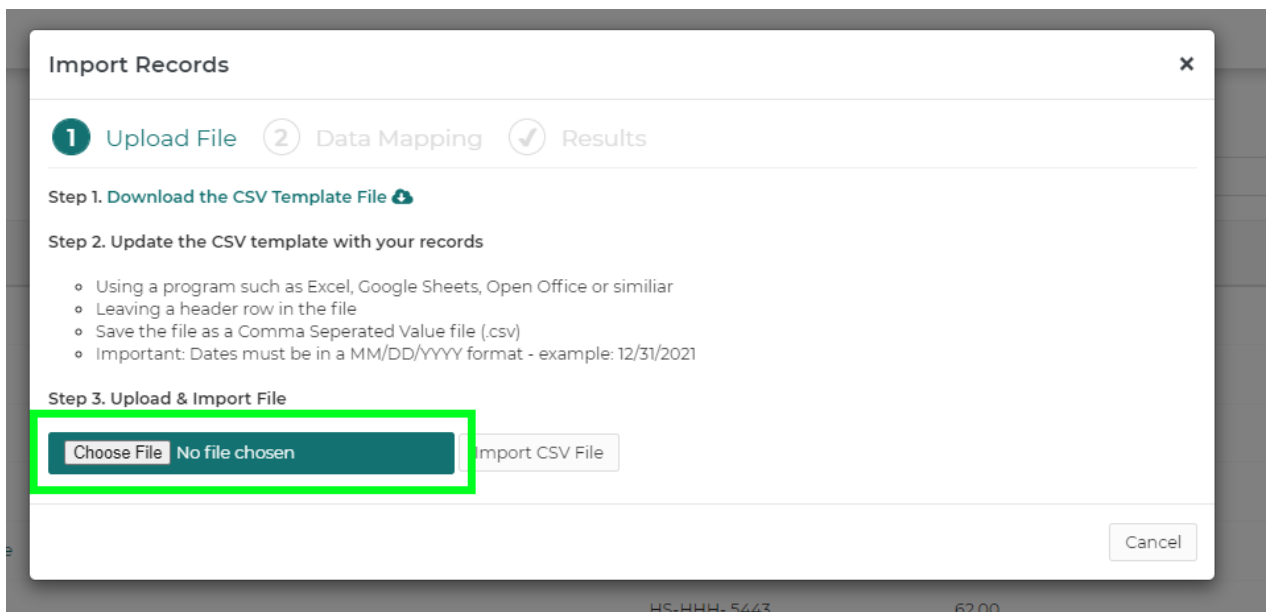 Import Records ×
1 Upload File 2 Data Mapping ✓ Results
Step 1. Download the CSV Template File
Step 2. Update the CSV template with your records
Using a program such as Excel, Google Sheets, Open Office or similiar
Leaving a header row in the file
Save the file as a Comma Seperated Value file (.csv)
Important: Dates must be in a MM/DD/YYYY format - example: 12/31/2021
Step 3. Upload & Import File
Choose File No file chosen Import CSV File
Cancel
HS-HHH- 5443 62.00